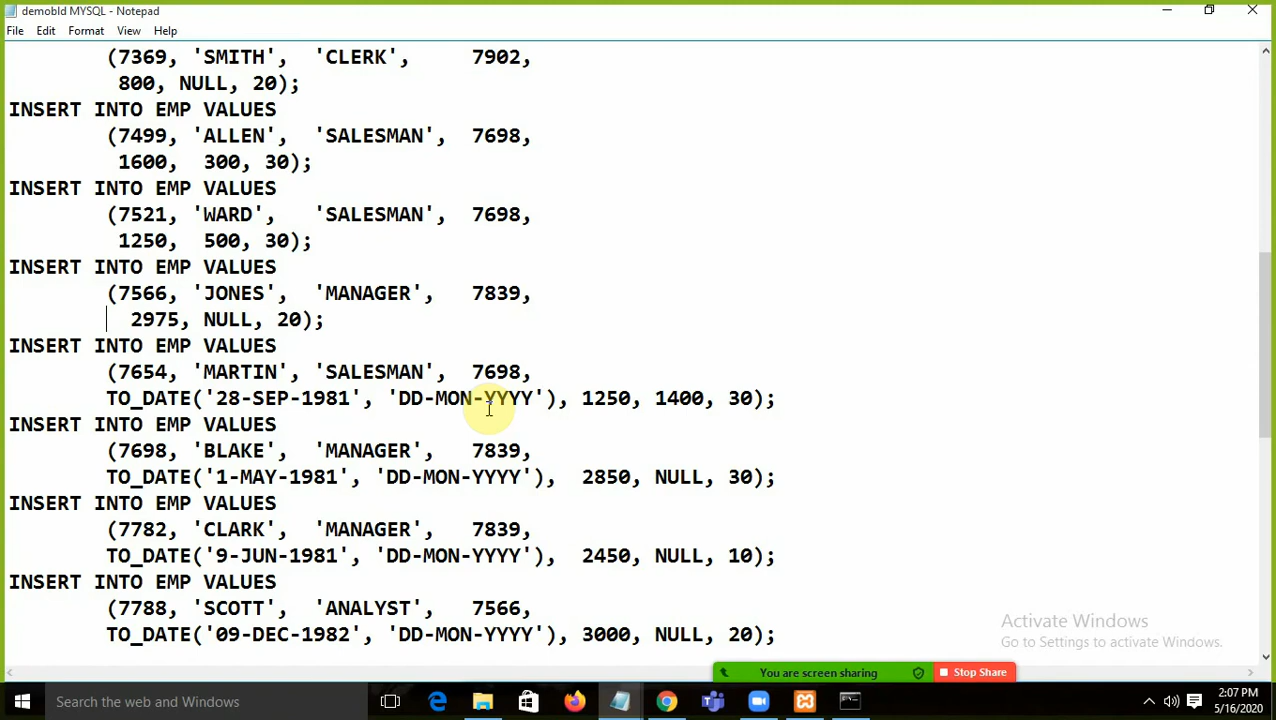 demobld MYSQL - Notepad
File Edit Format View Help
(7369, 'SMITH', 'CLERK', 7902,
800, NULL, 20);
INSERT INTO EMP VALUES
(7499, 'ALLEN', 'SALESMAN', 7698,
1600, 300, 30);
INSERT INTO EMP VALUES
(7521, 'WARD', 'SALESMAN', 7698,
1250, 500, 30);
INSERT INTO EMP VALUES
(7566, 'JONES', 'MANAGER', 7839,
2975, NULL, 20);
INSERT INTO EMP VALUES
(7654, 'MARTIN', 'SALESMAN', 7698,
TO_DATE('28-SEP-1981', 'DD-MON-YYYY'), 1250, 1400, 30);
INSERT INTO EMP VALUES
(7698, 'BLAKE', 'MANAGER', 7839,
TO_DATE('1-MAY-1981', 'DD-MON-YYYY'), 2850, NULL, 30);
INSERT INTO EMP VALUES
(7782, 'CLARK', 'MANAGER', 7839,
TO_DATE('9-JUN-1981', 'DD-MON-YYYY'), 2450, NULL, 10);
INSERT INTO EMP VALUES
(7788, 'SCOTT', 'ANALYST', 7566,
TO_DATE('09-DEC-1982', 'DD-MON-YYYY'), 3000, NULL, 20);
Activate Windows
Go to Settings to activate Windows.
You are screen sharing Stop Share
Search the web and Windows
2:07 PM
5/16/2020